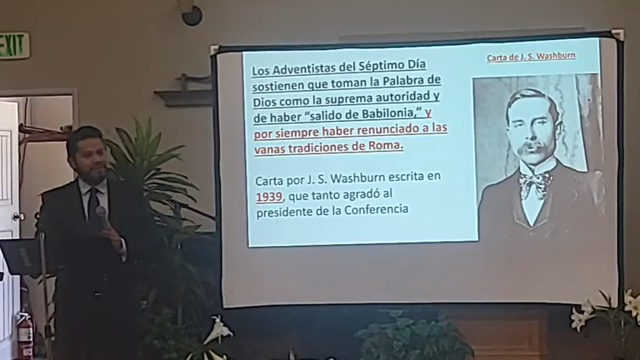 EXIT
Los Adventistas del Séptimo Día
sostienen que toman la Palabra de
Dios como la suprema autoridad y
de haber “salido de Babilonia,” y
por siempre haber renunciado a las
vanas tradiciones de Roma.
Carta por J. S. Washburn escrita en
1939, que tanto agradó al
presidente de la Conferencia
Carta de J. S. Washburn